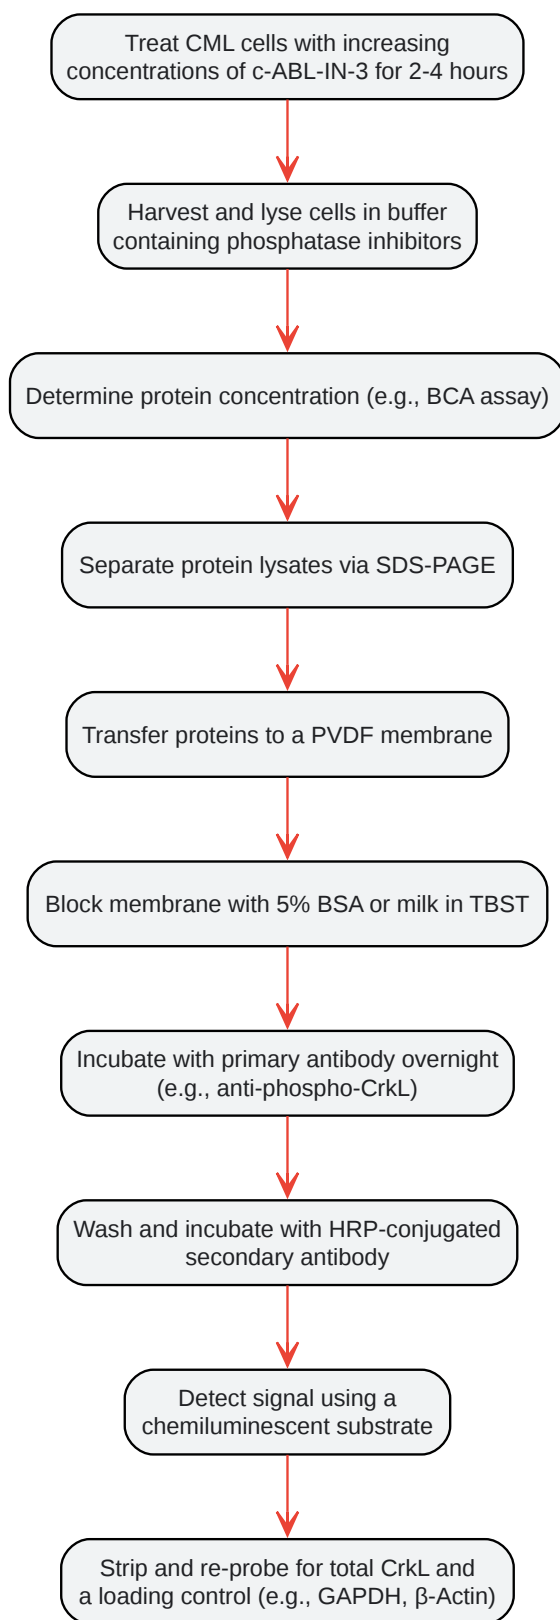 Treat CML cells with increasing
concentrations of c-ABL-IN-3 for 2-4 hours
Harvest and lyse cells in buffer
containing phosphatase inhibitors
Determine protein concentration (e.g., BCA assay)
Separate protein lysates via SDS-PAGE
Transfer proteins to a PVDF membrane
Block membrane with 5% BSA or milk in TBST
Incubate with primary antibody overnight
(e.g., anti-phospho-CrkL)
Wash and incubate with HRP-conjugated
secondary antibody
Detect signal using a
chemiluminescent substrate
Strip and re-probe for total CrkL and
a loading control (e.g., GAPDH, β-Actin)